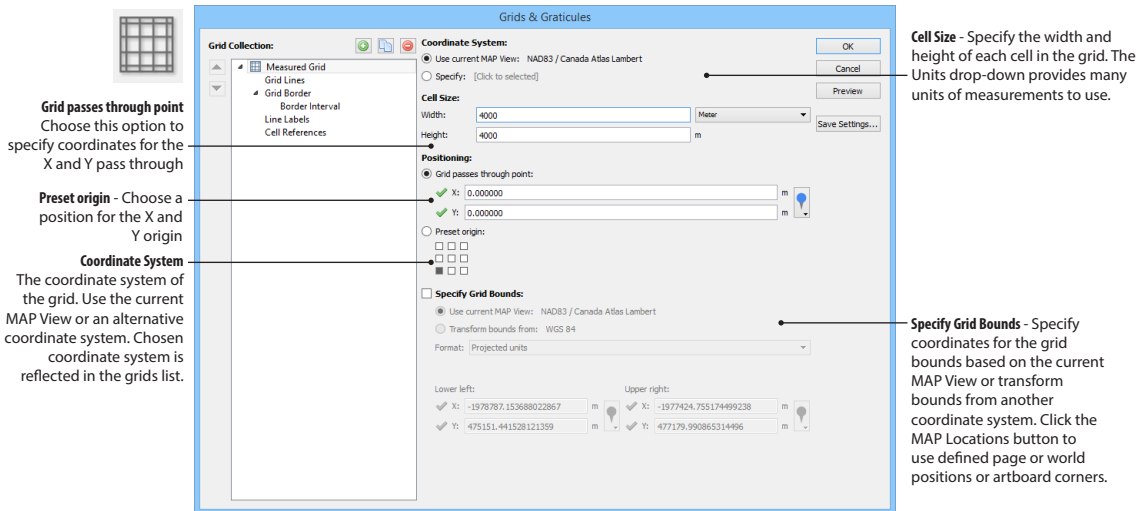 Grids & Graticules
Grid Collection:
Measured Grid
Grid Lines
Grid Border
Border Interval
Line Labels
Cell References
Coordinate System:
Use current MAP View: NAD83 / Canada Atlas Lambert
Specify: [Click to selected]
Cell Size:
Width: 4000 Meter
Height: 4000 m
Positioning:
Grid passes through point:
X: 0.000000 m
Y: 0.000000 m
Preset origin:
Specify Grid Bounds:
Use current MAP View: NAD83 / Canada Atlas Lambert
Transform bounds from: WGS 84
Format: Projected units
Lower left: Upper right:
X: -1978787.153688022867 m X: -1977424.755174499238 m
Y: 475151.441528121359 m Y: 477179.990865314496 m
OK
Cancel
Preview
Save Settings...
Grid passes through point
Choose this option to
specify coordinates for the
X and Y pass through
Preset origin - Choose a
position for the X and
Y origin
Coordinate System
The coordinate system of
the grid. Use the current
MAP View or an alternative
coordinate system. Chosen
coordinate system is
reflected in the grids list.
Cell Size - Specify the width and
height of each cell in the grid. The
Units drop-down provides many
units of measurements to use.
Specify Grid Bounds - Specify
coordinates for the grid
bounds based on the current
MAP View or transform
bounds from another
coordinate system. Click the
MAP Locations button to
use defined page or world
positions or artboard corners.